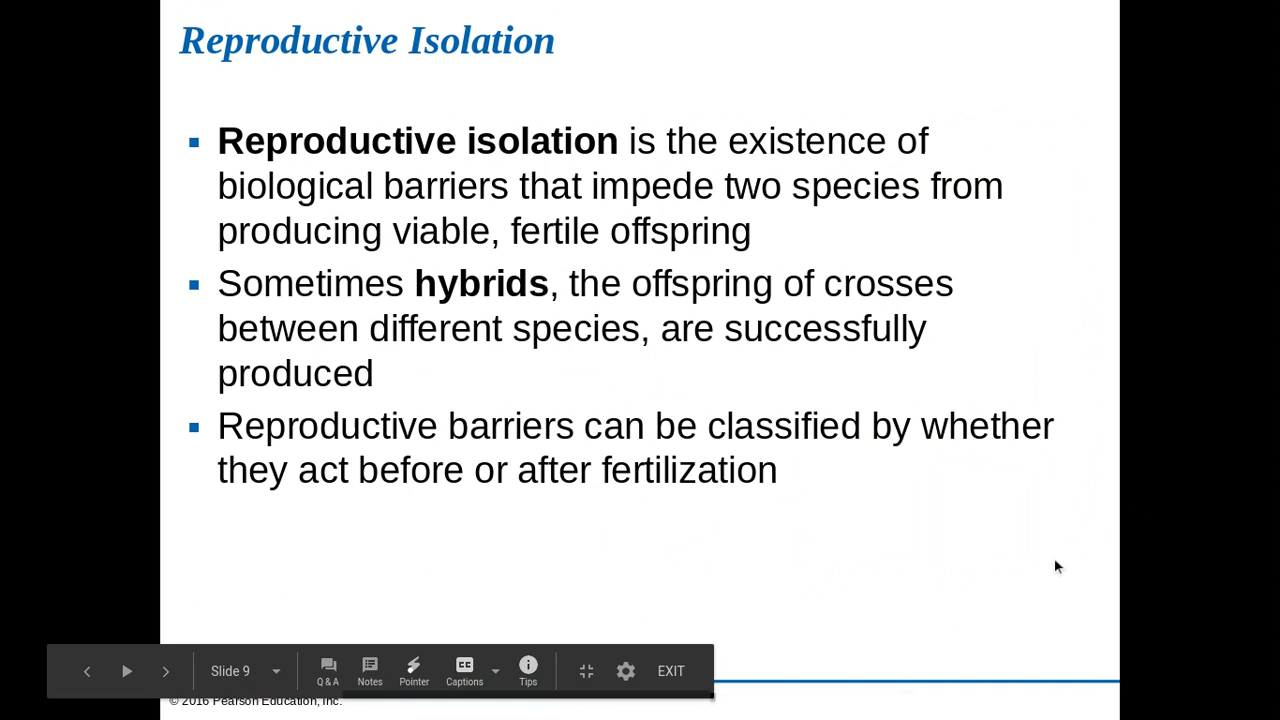 Reproductive Isolation
Reproductive isolation is the existence of
biological barriers that impede two species from
producing viable, fertile offspring
Sometimes hybrids, the offspring of crosses
between different species, are successfully
produced
Reproductive barriers can be classified by whether
they act before or after fertilization
Slide 9
Q & A
Notes
Pointer
CC
Captions
Tips
EXIT
© 2016 Pearson Education, Inc.